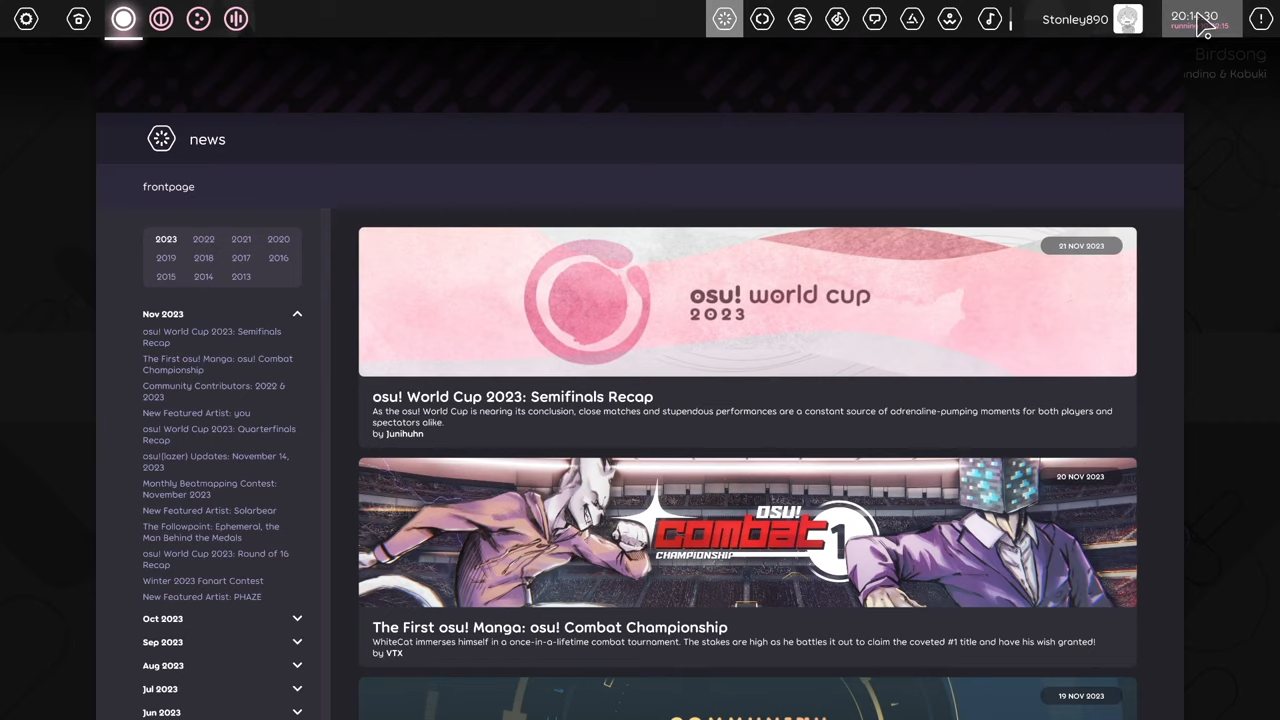 Stonley890
Birdsong
ndino & Kabuki
news
frontpage
2023 2022 2021 2020
2019 2018 2017 2016
2015 2014 2013
Nov 2023
osu! World Cup 2023: Semifinals
Recap
The First osu! Manga: osu! Combat
Championship
Community Contributors: 2022 &
2023
New Featured Artist: you
osu! World Cup 2023: Quarterfinals
Recap
osu!(lazer) Updates: November 14,
2023
Monthly Beatmapping Contest:
November 2023
New Featured Artist: Solarbear
The Followpoint: Ephemeral, the
Man Behind the Medals
osu! World Cup 2023: Round of 16
Recap
Winter 2023 Fanart Contest
New Featured Artist: PHAZE
Oct 2023
Sep 2023
Aug 2023
Jul 2023
Jun 2023
21 NOV 2023
osu! world cup
2023
osu! World Cup 2023: Semifinals Recap
As the osu! World Cup is nearing its conclusion, close matches and stupendous performances are a constant source of adrenaline-pumping moments for both players and
spectators alike.
by Junihuhn
20 NOV 2023
osu!
combat 1
CHAMPIONSHIP
The First osu! Manga: osu! Combat Championship
WhiteCat immerses himself in a once-in-a-lifetime combat tournament. The stakes are high as he battles it out to claim the coveted #1 title and have his wish granted!
by VTX
19 NOV 2023